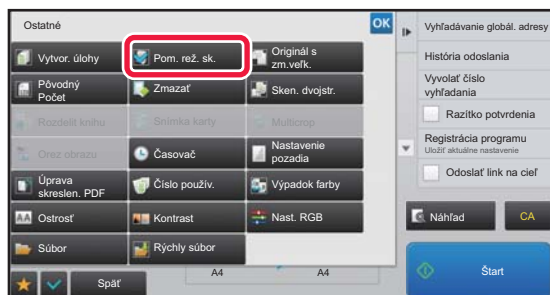 Ostatné
OK
Vytvor. úlohy
Pom. rež. sk.
Originál s
zm.veľk.
Pôvodný
Počet
Zmazať
Sken. dvojstr.
Rozdelit knihu
Snímka karty
Multicrop
Orez obrazu
Časovač
Nastavenie
pozadia
Úprava
skreslen. PDF
Číslo použív.
Výpadok farby
AA
Ostrosť
Kontrast
Nast. RGB
Súbor
Rýchly súbor
Späť
A4
A4
Vyhľadávanie globál. adresy
História odoslania
Vyvolať číslo
vyhľadania
Razítko potvrdenia
Registrácia programu
Uložiť aktuálne nastavenie
Odoslať link na cieľ
Náhľad
CA
Štart